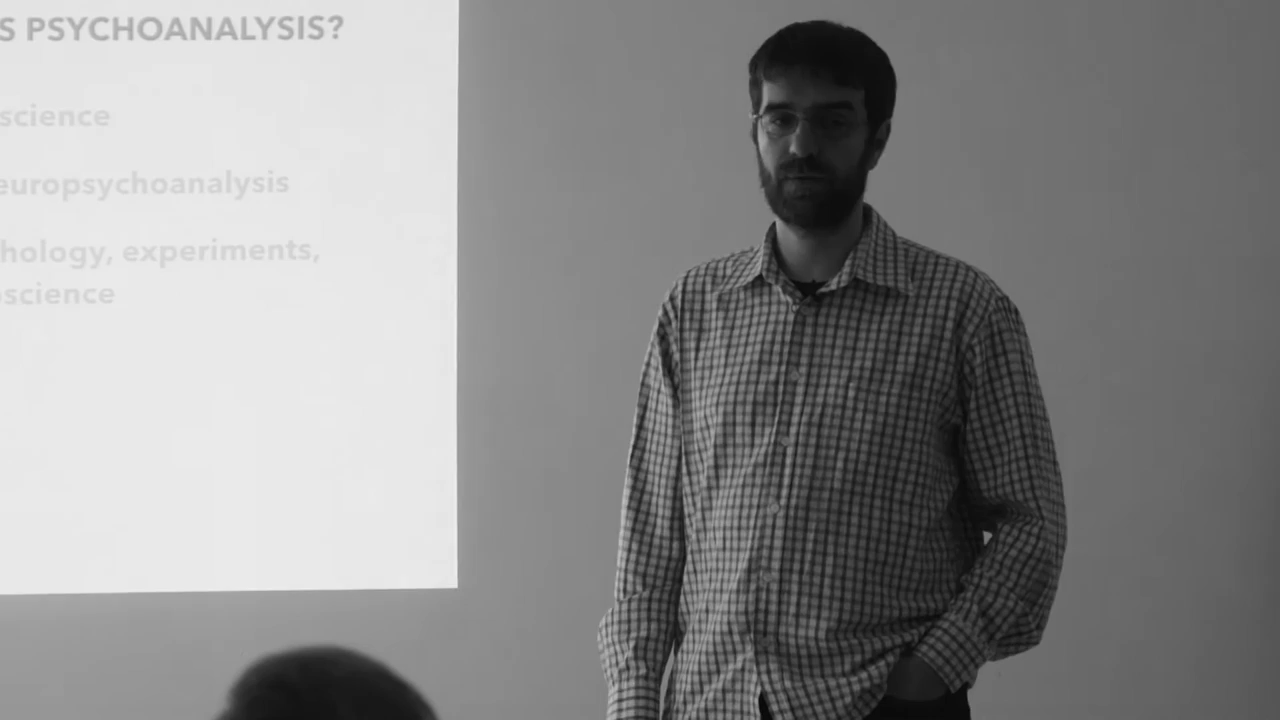 S PSYCHOANALYSIS?
science
europsychoanalysis
hology, experiments,
science